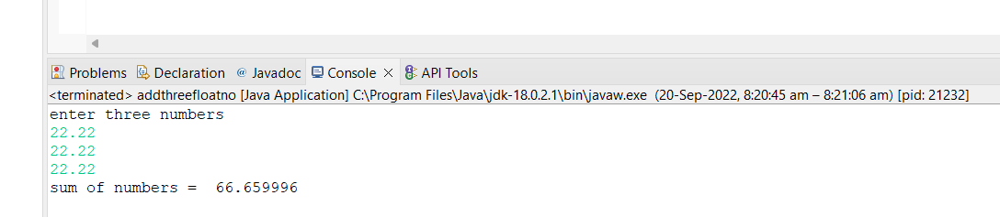 Problems Declaration @ Javadoc Console × API Tools
<terminated> addthreefloatno [Java Application] C:\Program Files\Java\jdk-18.0.2.1\bin\javaw.exe (20-Sep-2022, 8:20:45 am – 8:21:06 am) [pid: 21232]
enter three numbers
22.22
22.22
22.22
sum of numbers =  66.659996